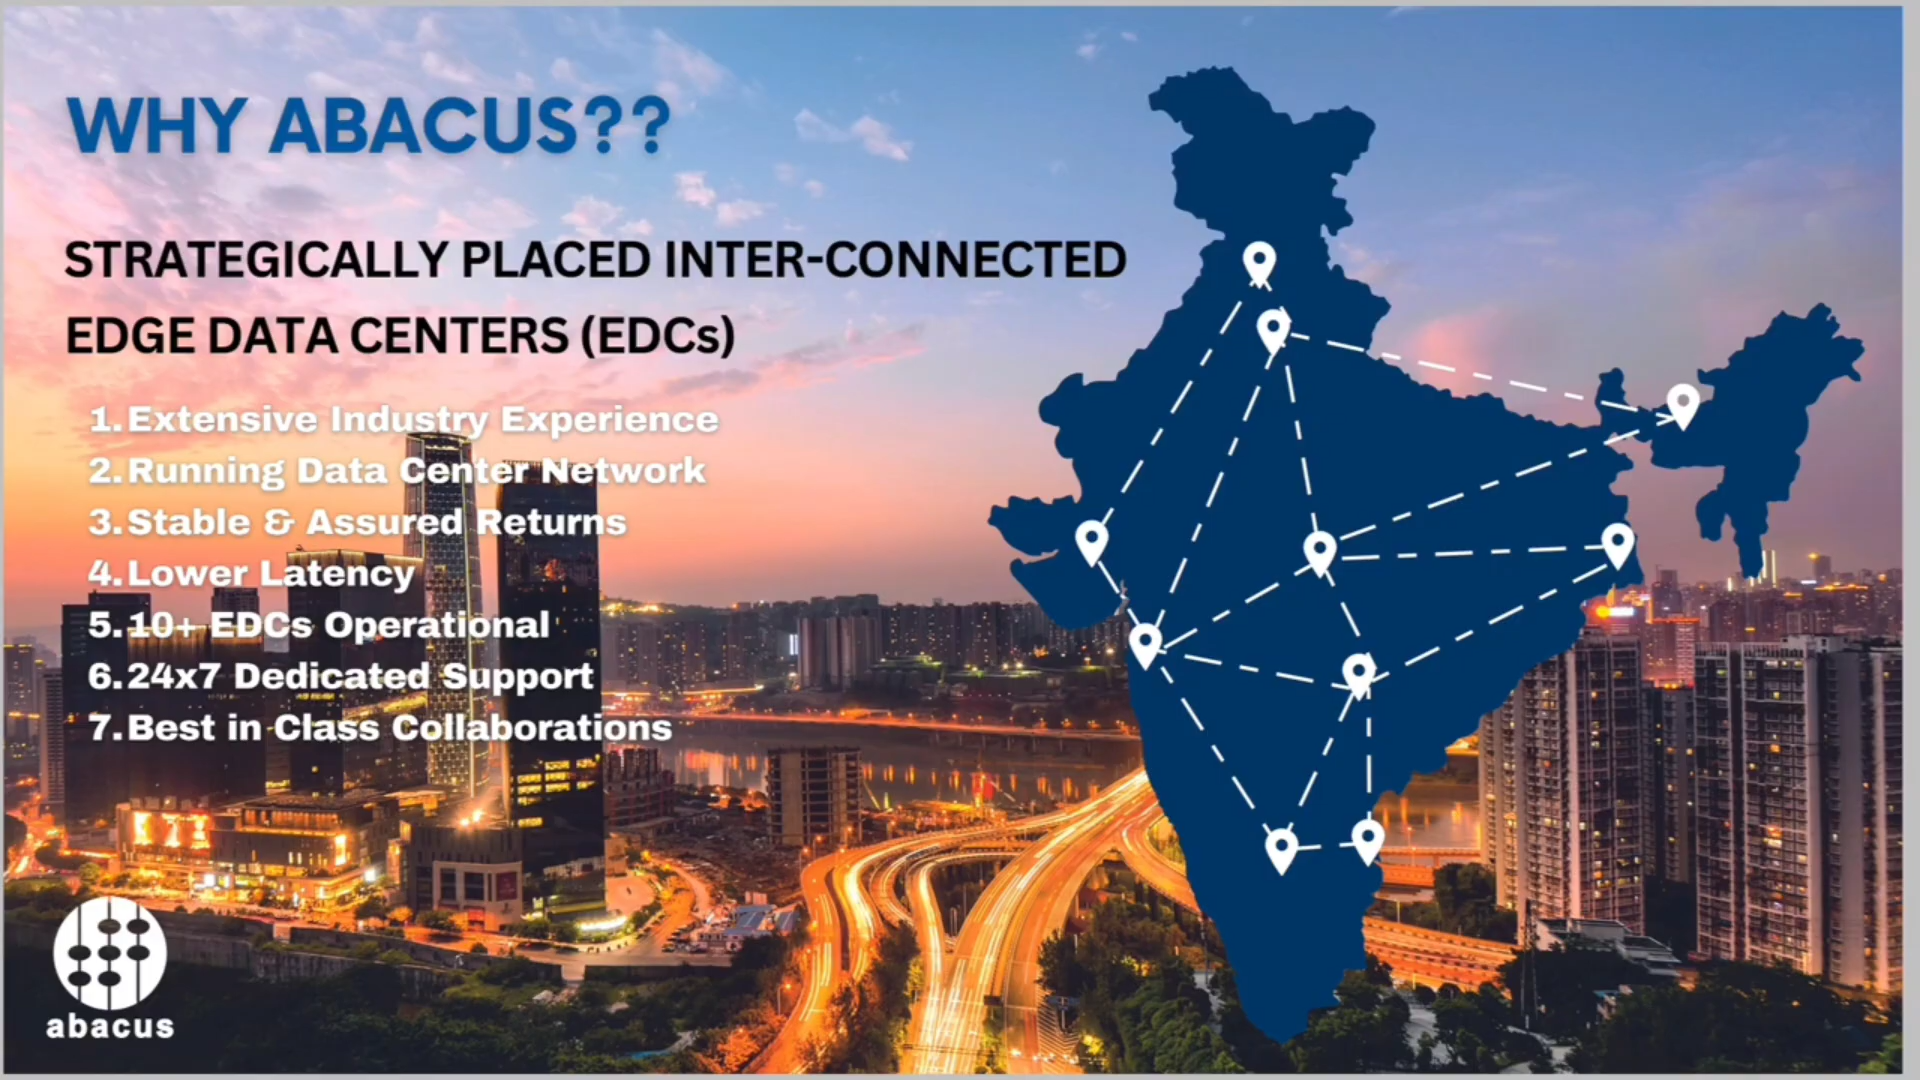 WHY ABACUS??
STRATEGICALLY PLACED INTER-CONNECTED
EDGE DATA CENTERS (EDCs)
1. Extensive Industry Experience
2. Running Data Center Network
3. Stable & Assured Returns
4. Lower Latency
5. 10+ EDCs Operational
6. 24x7 Dedicated Support
7. Best in Class Collaborations
abacus